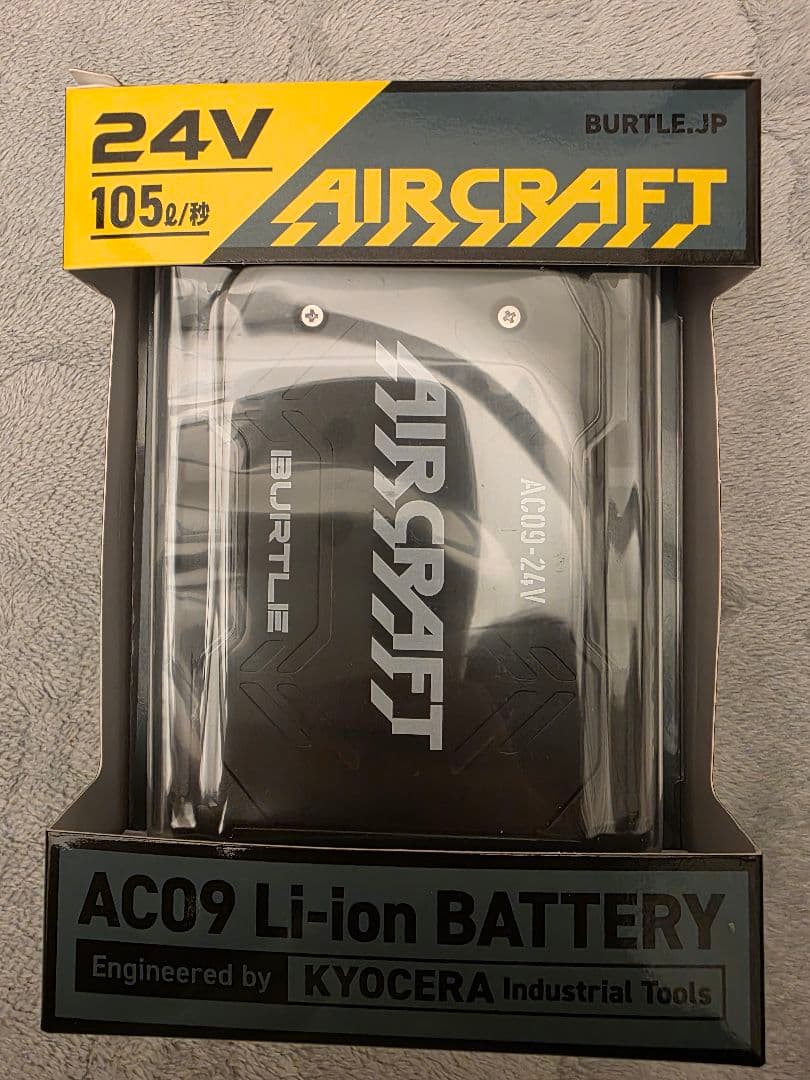 24V
105ℓ/秒
BURTLE.JP
AIRCRAFT
AC09-24V
AIRCRAFT
BURTLE
AC09 Li-ion BATTERY
Engineered by KYOCERA Industrial Tools